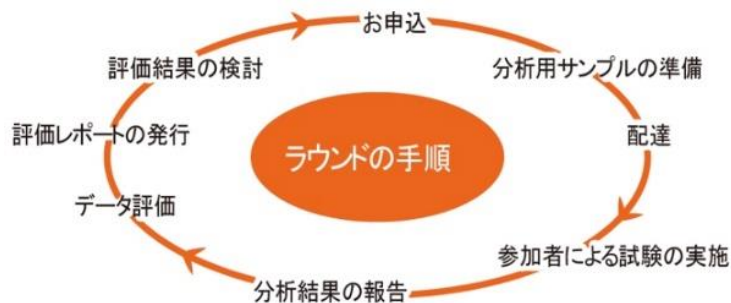 お申込
分析用サンプルの準備
配達
参加者による試験の実施
分析結果の報告
データ評価
評価レポートの発行
評価結果の検討
ラウンドの手順